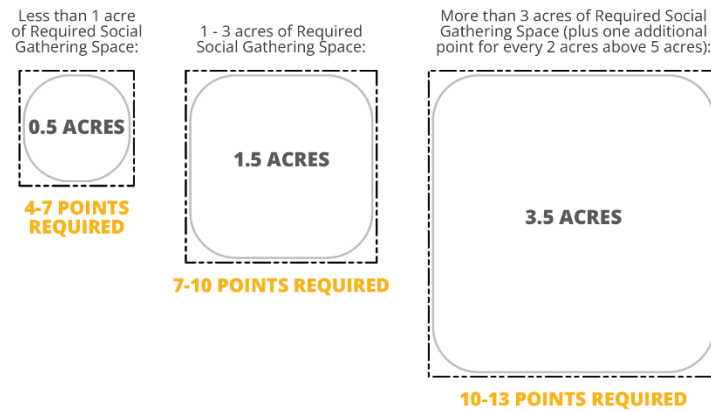 Less than 1 acre
of Required Social
Gathering Space:
0.5 ACRES
4-7 POINTS
REQUIRED
1 - 3 acres of Required
Social Gathering Space:
1.5 ACRES
7-10 POINTS REQUIRED
More than 3 acres of Required Social
Gathering Space (plus one additional
point for every 2 acres above 5 acres):
3.5 ACRES
10-13 POINTS REQUIRED